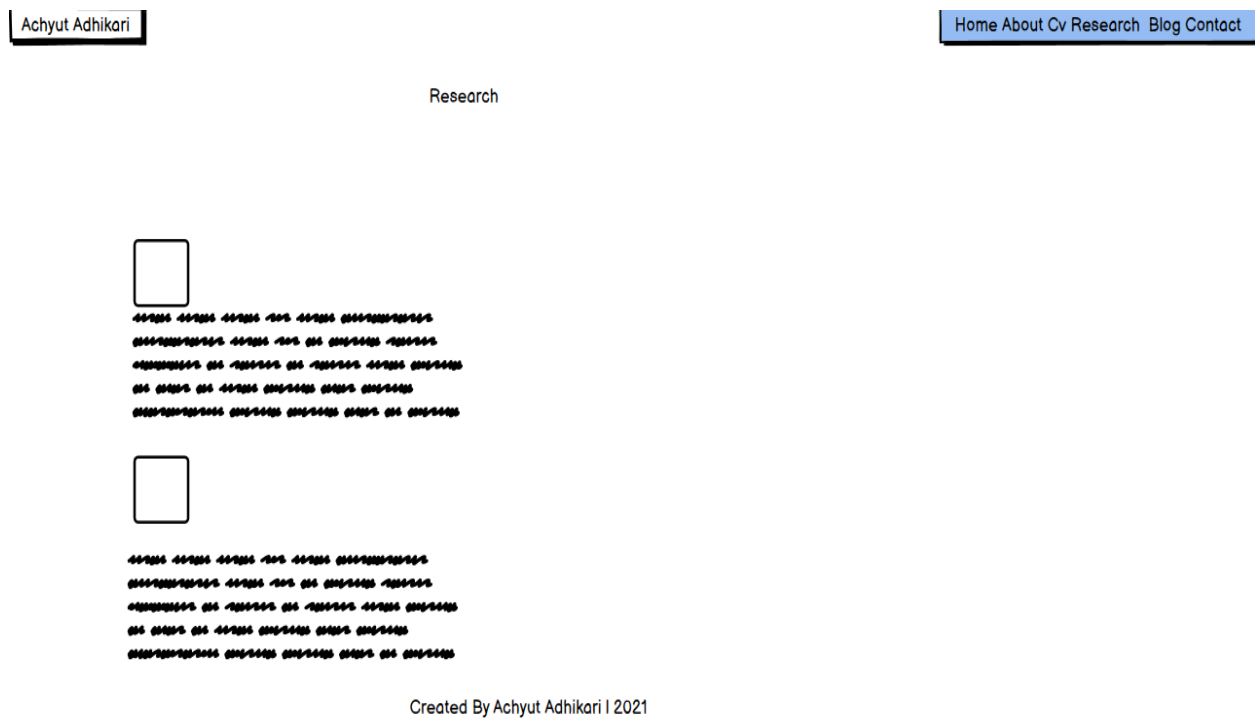 Achyut Adhikari
Home About Cv Research Blog Contact
Research
Created By Achyut Adhikari | 2021